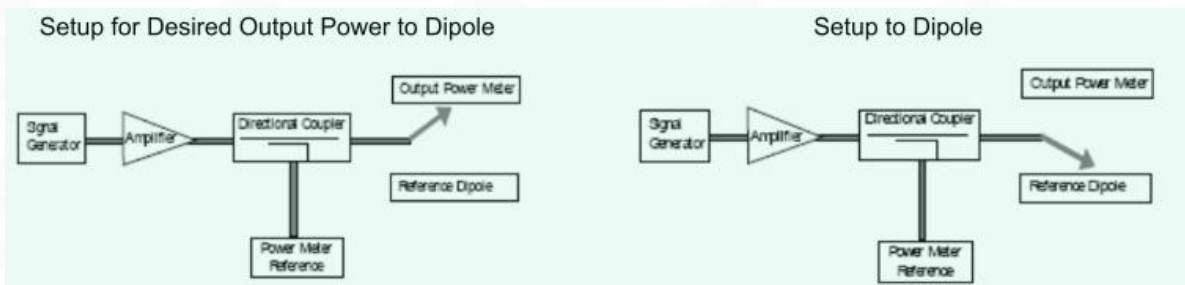 Setup for Desired Output Power to Dipole
Output Power Meter
Signal
Generator
Amplifier
Directional Coupler
Reference Dipole
Power Meter
Reference
Setup to Dipole
Output Power Meter
Signal
Generator
Amplifier
Directional Coupler
Reference Dipole
Power Meter
Reference